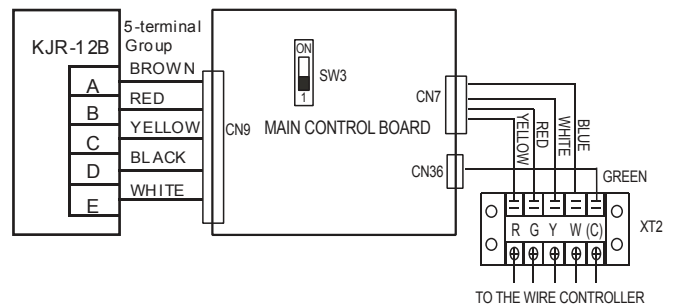 KJR-12B
5-terminal
Group
A
B
C
D
E
BROWN
RED
YELLOW
BLACK
WHITE
CN9
ON
1
SW3
MAIN CONTROL BOARD
CN7
CN36
YELLOW
RED
WHITE
BLUE
GREEN
R G Y W (C)
XT2
TO THE WIRE CONTROLLER